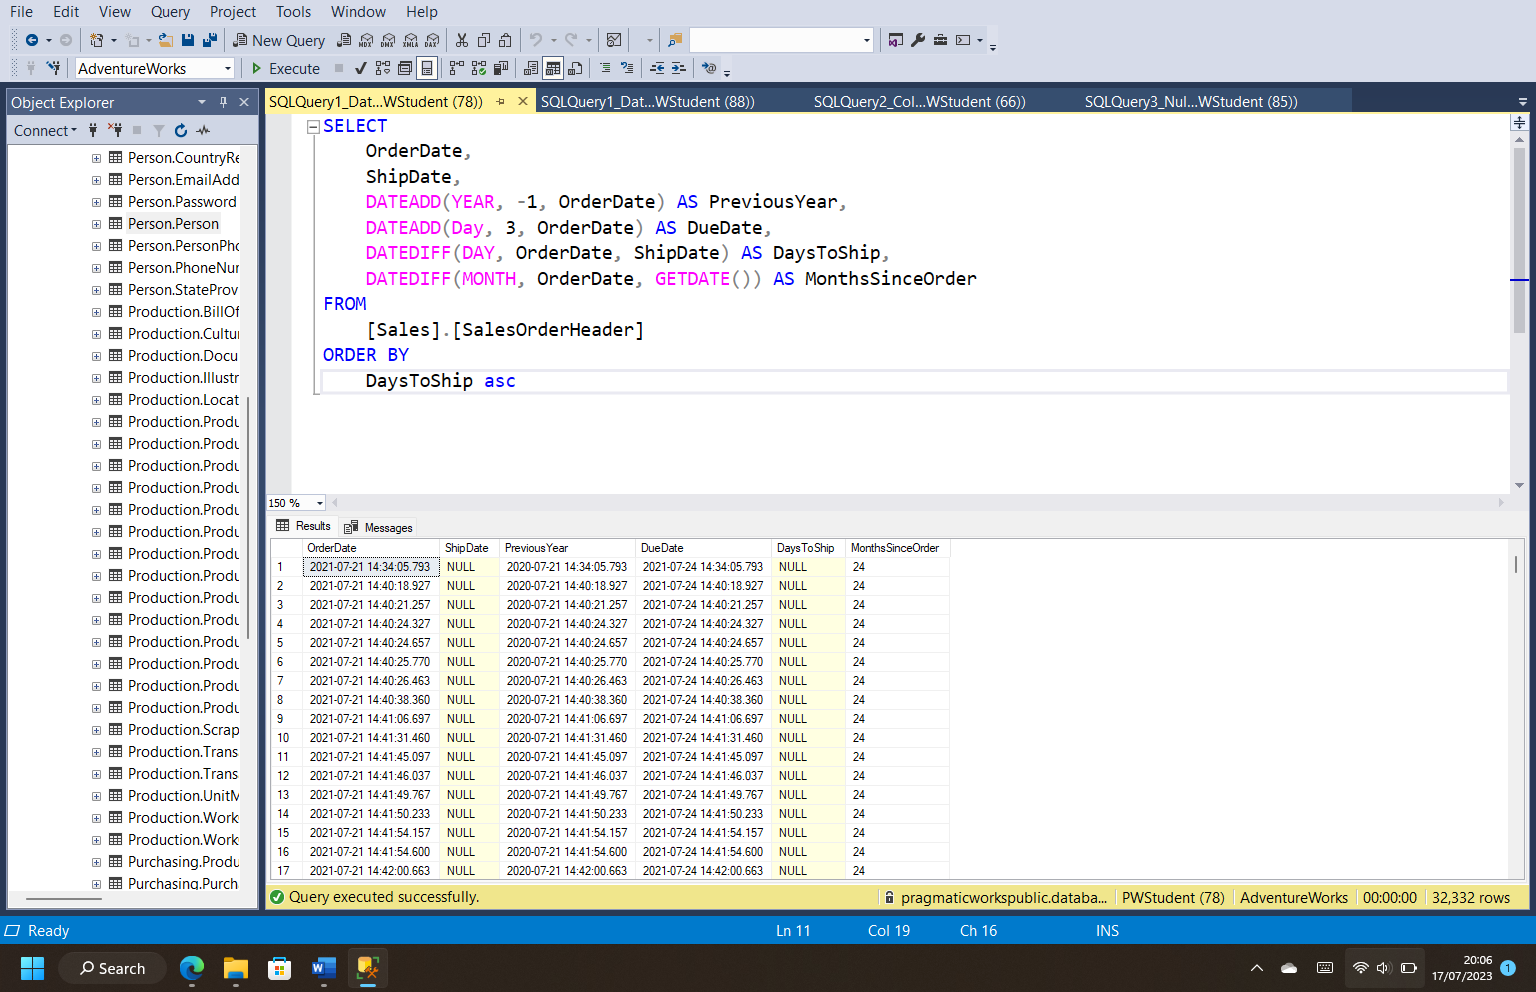 File Edit View Query Project Tools Window Help
New Query MDX DMX XMLA DAX
AdventureWorks Execute
Object Explorer
Connect
Person.CountryRe
Person.EmailAdd
Person.Password
Person.Person
Person.PersonPho
Person.PhoneNur
Person.StateProv
Production.BillOf
Production.Cultu
Production.Docu
Production.Illustr
Production.Locat
Production.Produ
Production.Produ
Production.Produ
Production.Produ
Production.Produ
Production.Produ
Production.Produ
Production.Produ
Production.Produ
Production.Produ
Production.Produ
Production.Produ
Production.Produ
Production.Produ
Production.Scrap
Production.Trans
Production.Trans
Production.UnitM
Production.Work
Production.Work
Purchasing.Produ
Purchasing.Purch
SQLQuery1_Dat...WStudent (78)) SQLQuery1_Dat...WStudent (88)) SQLQuery2_Col...WStudent (66)) SQLQuery3_Nul...WStudent (85))
SELECT
OrderDate,
ShipDate,
DATEADD(YEAR, -1, OrderDate) AS PreviousYear,
DATEADD(Day, 3, OrderDate) AS DueDate,
DATEDIFF(DAY, OrderDate, ShipDate) AS DaysToShip,
DATEDIFF(MONTH, OrderDate, GETDATE()) AS MonthsSinceOrder
FROM
[Sales].[SalesOrderHeader]
ORDER BY
DaysToShip asc
150 %
Results Messages
OrderDate ShipDate PreviousYear DueDate DaysToShip MonthsSinceOrder
1 2021-07-21 14:34:05.793 NULL 2020-07-21 14:34:05.793 2021-07-24 14:34:05.793 NULL 24
2 2021-07-21 14:40:18.927 NULL 2020-07-21 14:40:18.927 2021-07-24 14:40:18.927 NULL 24
3 2021-07-21 14:40:21.257 NULL 2020-07-21 14:40:21.257 2021-07-24 14:40:21.257 NULL 24
4 2021-07-21 14:40:24.327 NULL 2020-07-21 14:40:24.327 2021-07-24 14:40:24.327 NULL 24
5 2021-07-21 14:40:24.657 NULL 2020-07-21 14:40:24.657 2021-07-24 14:40:24.657 NULL 24
6 2021-07-21 14:40:25.770 NULL 2020-07-21 14:40:25.770 2021-07-24 14:40:25.770 NULL 24
7 2021-07-21 14:40:26.463 NULL 2020-07-21 14:40:26.463 2021-07-24 14:40:26.463 NULL 24
8 2021-07-21 14:40:38.360 NULL 2020-07-21 14:40:38.360 2021-07-24 14:40:38.360 NULL 24
9 2021-07-21 14:41:06.697 NULL 2020-07-21 14:41:06.697 2021-07-24 14:41:06.697 NULL 24
10 2021-07-21 14:41:31.460 NULL 2020-07-21 14:41:31.460 2021-07-24 14:41:31.460 NULL 24
11 2021-07-21 14:41:45.097 NULL 2020-07-21 14:41:45.097 2021-07-24 14:41:45.097 NULL 24
12 2021-07-21 14:41:46.037 NULL 2020-07-21 14:41:46.037 2021-07-24 14:41:46.037 NULL 24
13 2021-07-21 14:41:49.767 NULL 2020-07-21 14:41:49.767 2021-07-24 14:41:49.767 NULL 24
14 2021-07-21 14:41:50.233 NULL 2020-07-21 14:41:50.233 2021-07-24 14:41:50.233 NULL 24
15 2021-07-21 14:41:54.157 NULL 2020-07-21 14:41:54.157 2021-07-24 14:41:54.157 NULL 24
16 2021-07-21 14:41:54.600 NULL 2020-07-21 14:41:54.600 2021-07-24 14:41:54.600 NULL 24
17 2021-07-21 14:42:00.663 NULL 2020-07-21 14:42:00.663 2021-07-24 14:42:00.663 NULL 24
Query executed successfully. pragmaticworkspublic.databa... PWStudent (78) AdventureWorks 00:00:00 32,332 rows
Ready Ln 11 Col 19 Ch 16 INS
Search 20:06
17/07/2023 1